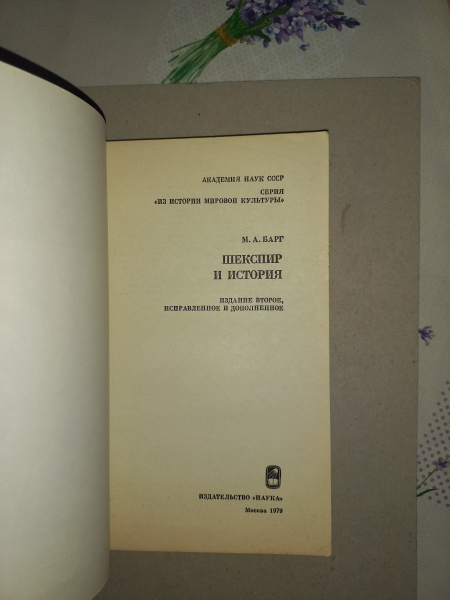 АКАДЕМИЯ НАУК СССР
СЕРИЯ
«ИЗ ИСТОРИИ МИРОВОЙ КУЛЬТУРЫ»
М. А. БАРГ
ШЕКСПИР
И ИСТОРИЯ
ИЗДАНИЕ ВТОРОЕ,
ИСПРАВЛЕННОЕ И ДОПОЛНЕННОЕ
ИЗДАТЕЛЬСТВО «НАУКА»
Москва 1979